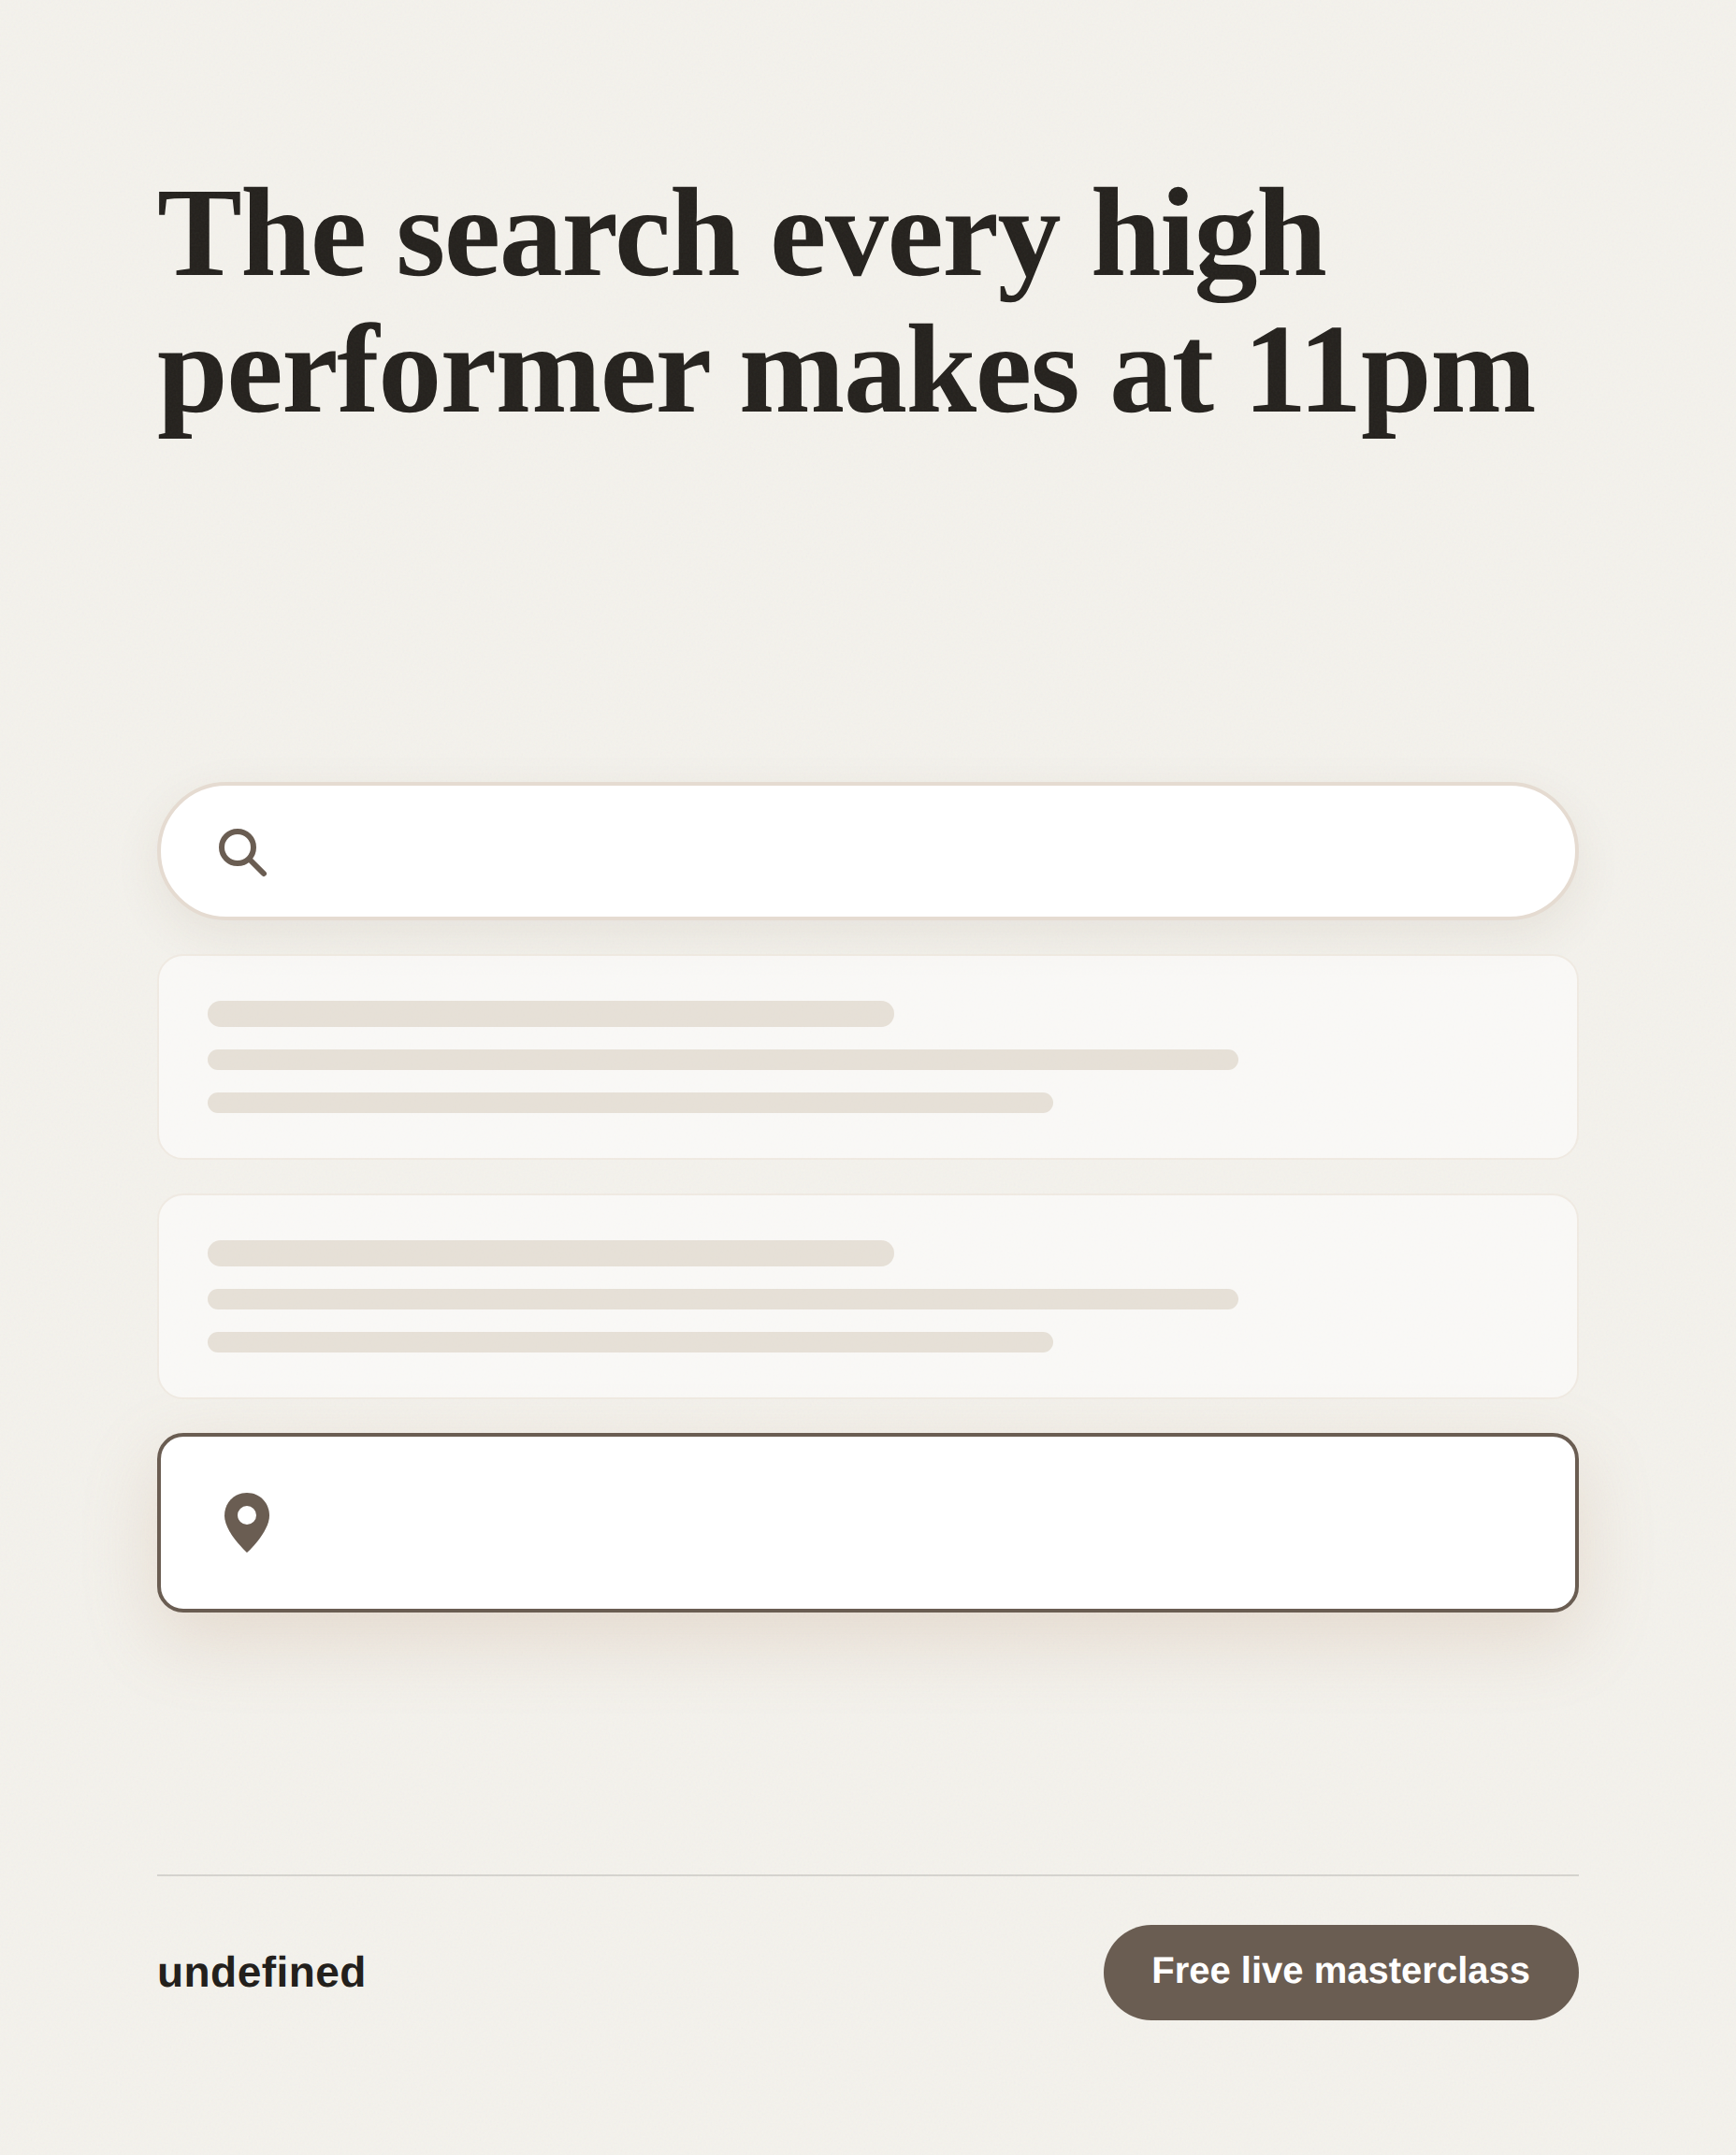 The search every high
performer makes at 11pm
undefined
Free live masterclass